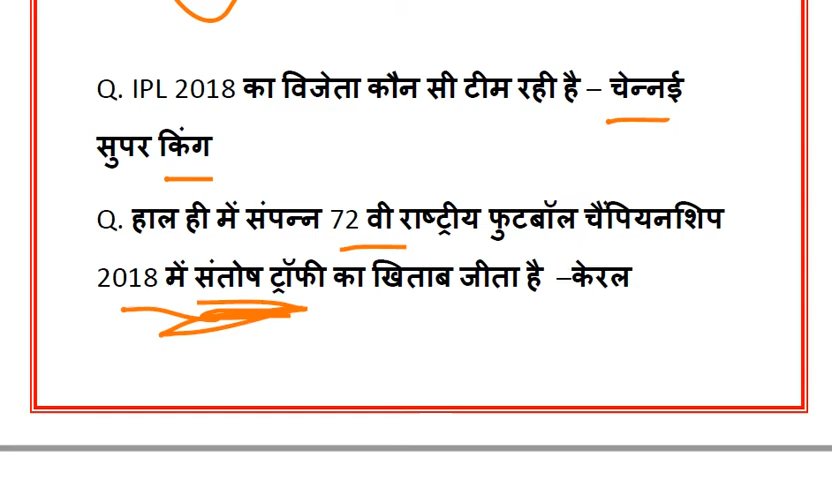 Q. IPL 2018 का विजेता कौन सी टीम रही है – चेन्नई
सुपर किंग
Q. हाल ही में संपन्न 72 वी राष्ट्रीय फुटबॉल चैंपियनशिप
2018 में संतोष ट्रॉफी का खिताब जीता है –केरल